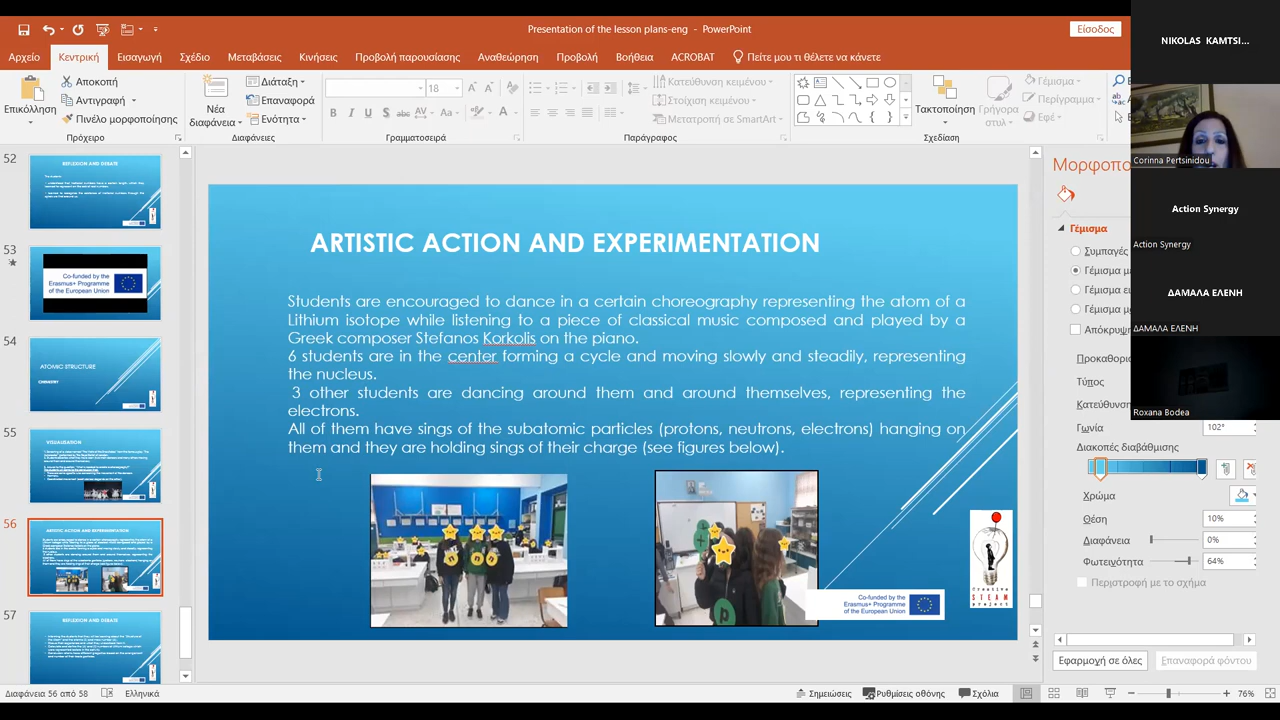 Presentation of the lesson plans-eng - PowerPoint
Είσοδος
Αρχείο Κεντρική Εισαγωγή Σχέδιο Μεταβάσεις Κινήσεις Προβολή παρουσίασης Αναθεώρηση Προβολή Βοήθεια ACROBAT Πείτε μου τι θέλετε να κάνετε
Επικόλληση
Αποκοπή
Αντιγραφή
Πινέλο μορφοποίησης
Πρόχειρο
Νέα διαφάνεια
Διάταξη
Επαναφορά
Ενότητα
Διαφάνειες
18
Γραμματοσειρά
Κατεύθυνση κειμένου
Στοίχιση κειμένου
Μετατροπή σε SmartArt
Παράγραφος
Τακτοποίηση
Γρήγορα στυλ
Γέμισμα
Περίγραμμα
Εφέ
Σχεδίαση
NIKOLAS KAMTSI...
Corinna Pertsinidou
Action Synergy
Action Synergy
ΔΑΜΑΛΑ ΕΛΕΝΗ
ΔΑΜΑΛΑ ΕΛΕΝΗ
Roxana Bodea
52
REFLEXION AND DEBATE
53
Co-funded by the
Erasmus+ Programme
of the European Union
54
ATOMIC STRUCTURE
CHEMISTRY
55
VISUALISATION
56
ARTISTIC ACTION AND EXPERIMENTATION
57
REFLEXION AND DEBATE
ARTISTIC ACTION AND EXPERIMENTATION
Students are encouraged to dance in a certain choreography representing the atom of a
Lithium isotope while listening to a piece of classical music composed and played by a
Greek composer Stefanos Korkolis on the piano.
6 students are in the center forming a cycle and moving slowly and steadily, representing
the nucleus.
3 other students are dancing around them and around themselves, representing the
electrons.
All of them have sings of the subatomic particles (protons, neutrons, electrons) hanging on
them and they are holding sings of their charge (see figures below).
Co-funded by the
Erasmus+ Programme
of the European Union
Creative
STEAM
project
Μορφοπο
Γέμισμα
Συμπαγές
Γέμισμα με
Γέμισμα ει
Γέμισμα μ
Απόκρυψ
Προκαθορι
Τύπος
Κατεύθυνσ
Γωνία
102°
Διακοπές διαβάθμισης
Χρώμα
Θέση
10%
Διαφάνεια
0%
Φωτεινότητα
64%
Περιστροφή με το σχήμα
Εφαρμογή σε όλες
Επαναφορά φόντου
Διαφάνεια 56 από 58
Ελληνικά
Σημειώσεις
Ρυθμίσεις οθόνης
Σχόλια
76%